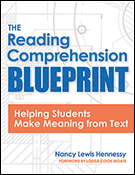 THE
Reading
Comprehension
BLUEPRINT
Helping Students
Make Meaning from Text
Nancy Lewis Hennessy
FOREWORD BY LOUISA COOK MOATS